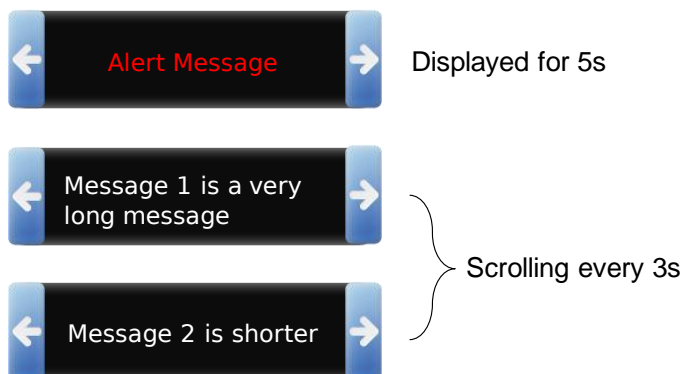 Alert Message
Displayed for 5s
Message 1 is a very
long message
Scrolling every 3s
Message 2 is shorter